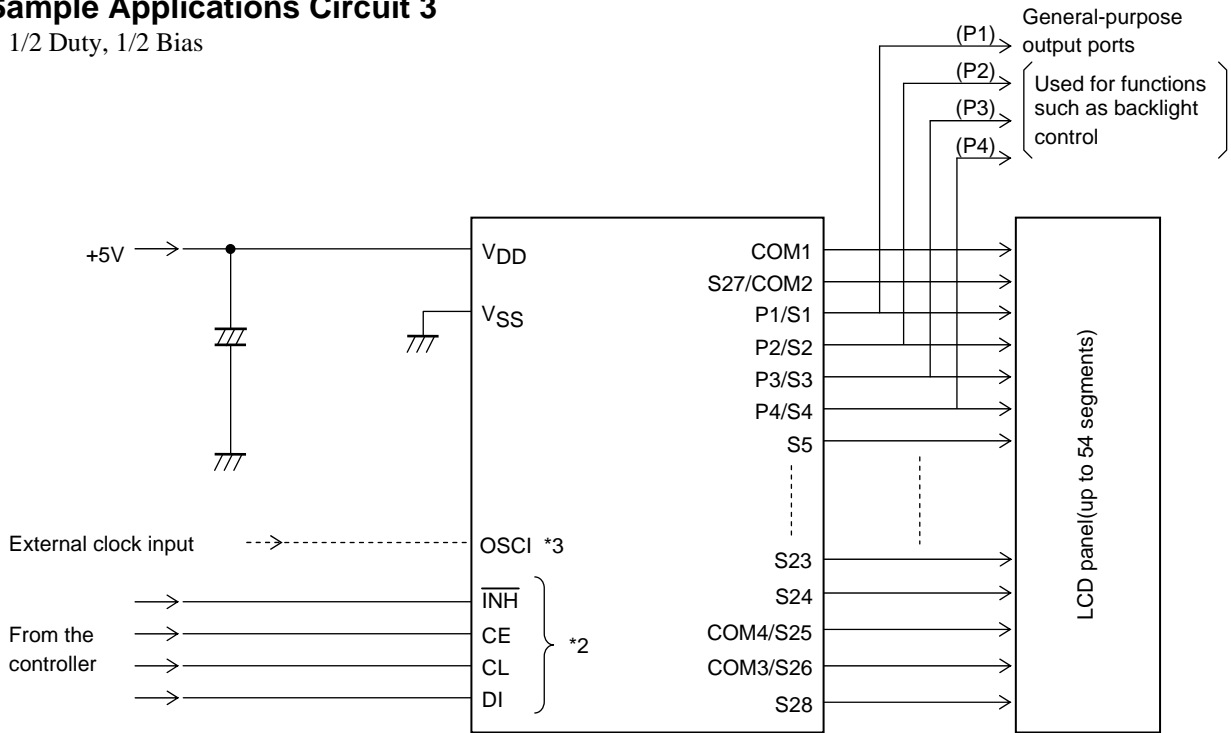 Sample Applications Circuit 3
1/2 Duty, 1/2 Bias
(P1)
(P2)
(P3)
(P4)
General-purpose
output ports
Used for functions
such as backlight
control
+5V
VDD
VSS
External clock input
OSCI *3
From the
controller
INH
CE
CL
DI
*2
COM1
S27/COM2
P1/S1
P2/S2
P3/S3
P4/S4
S5
S23
S24
COM4/S25
COM3/S26
S28
LCD panel(up to 54 segments)